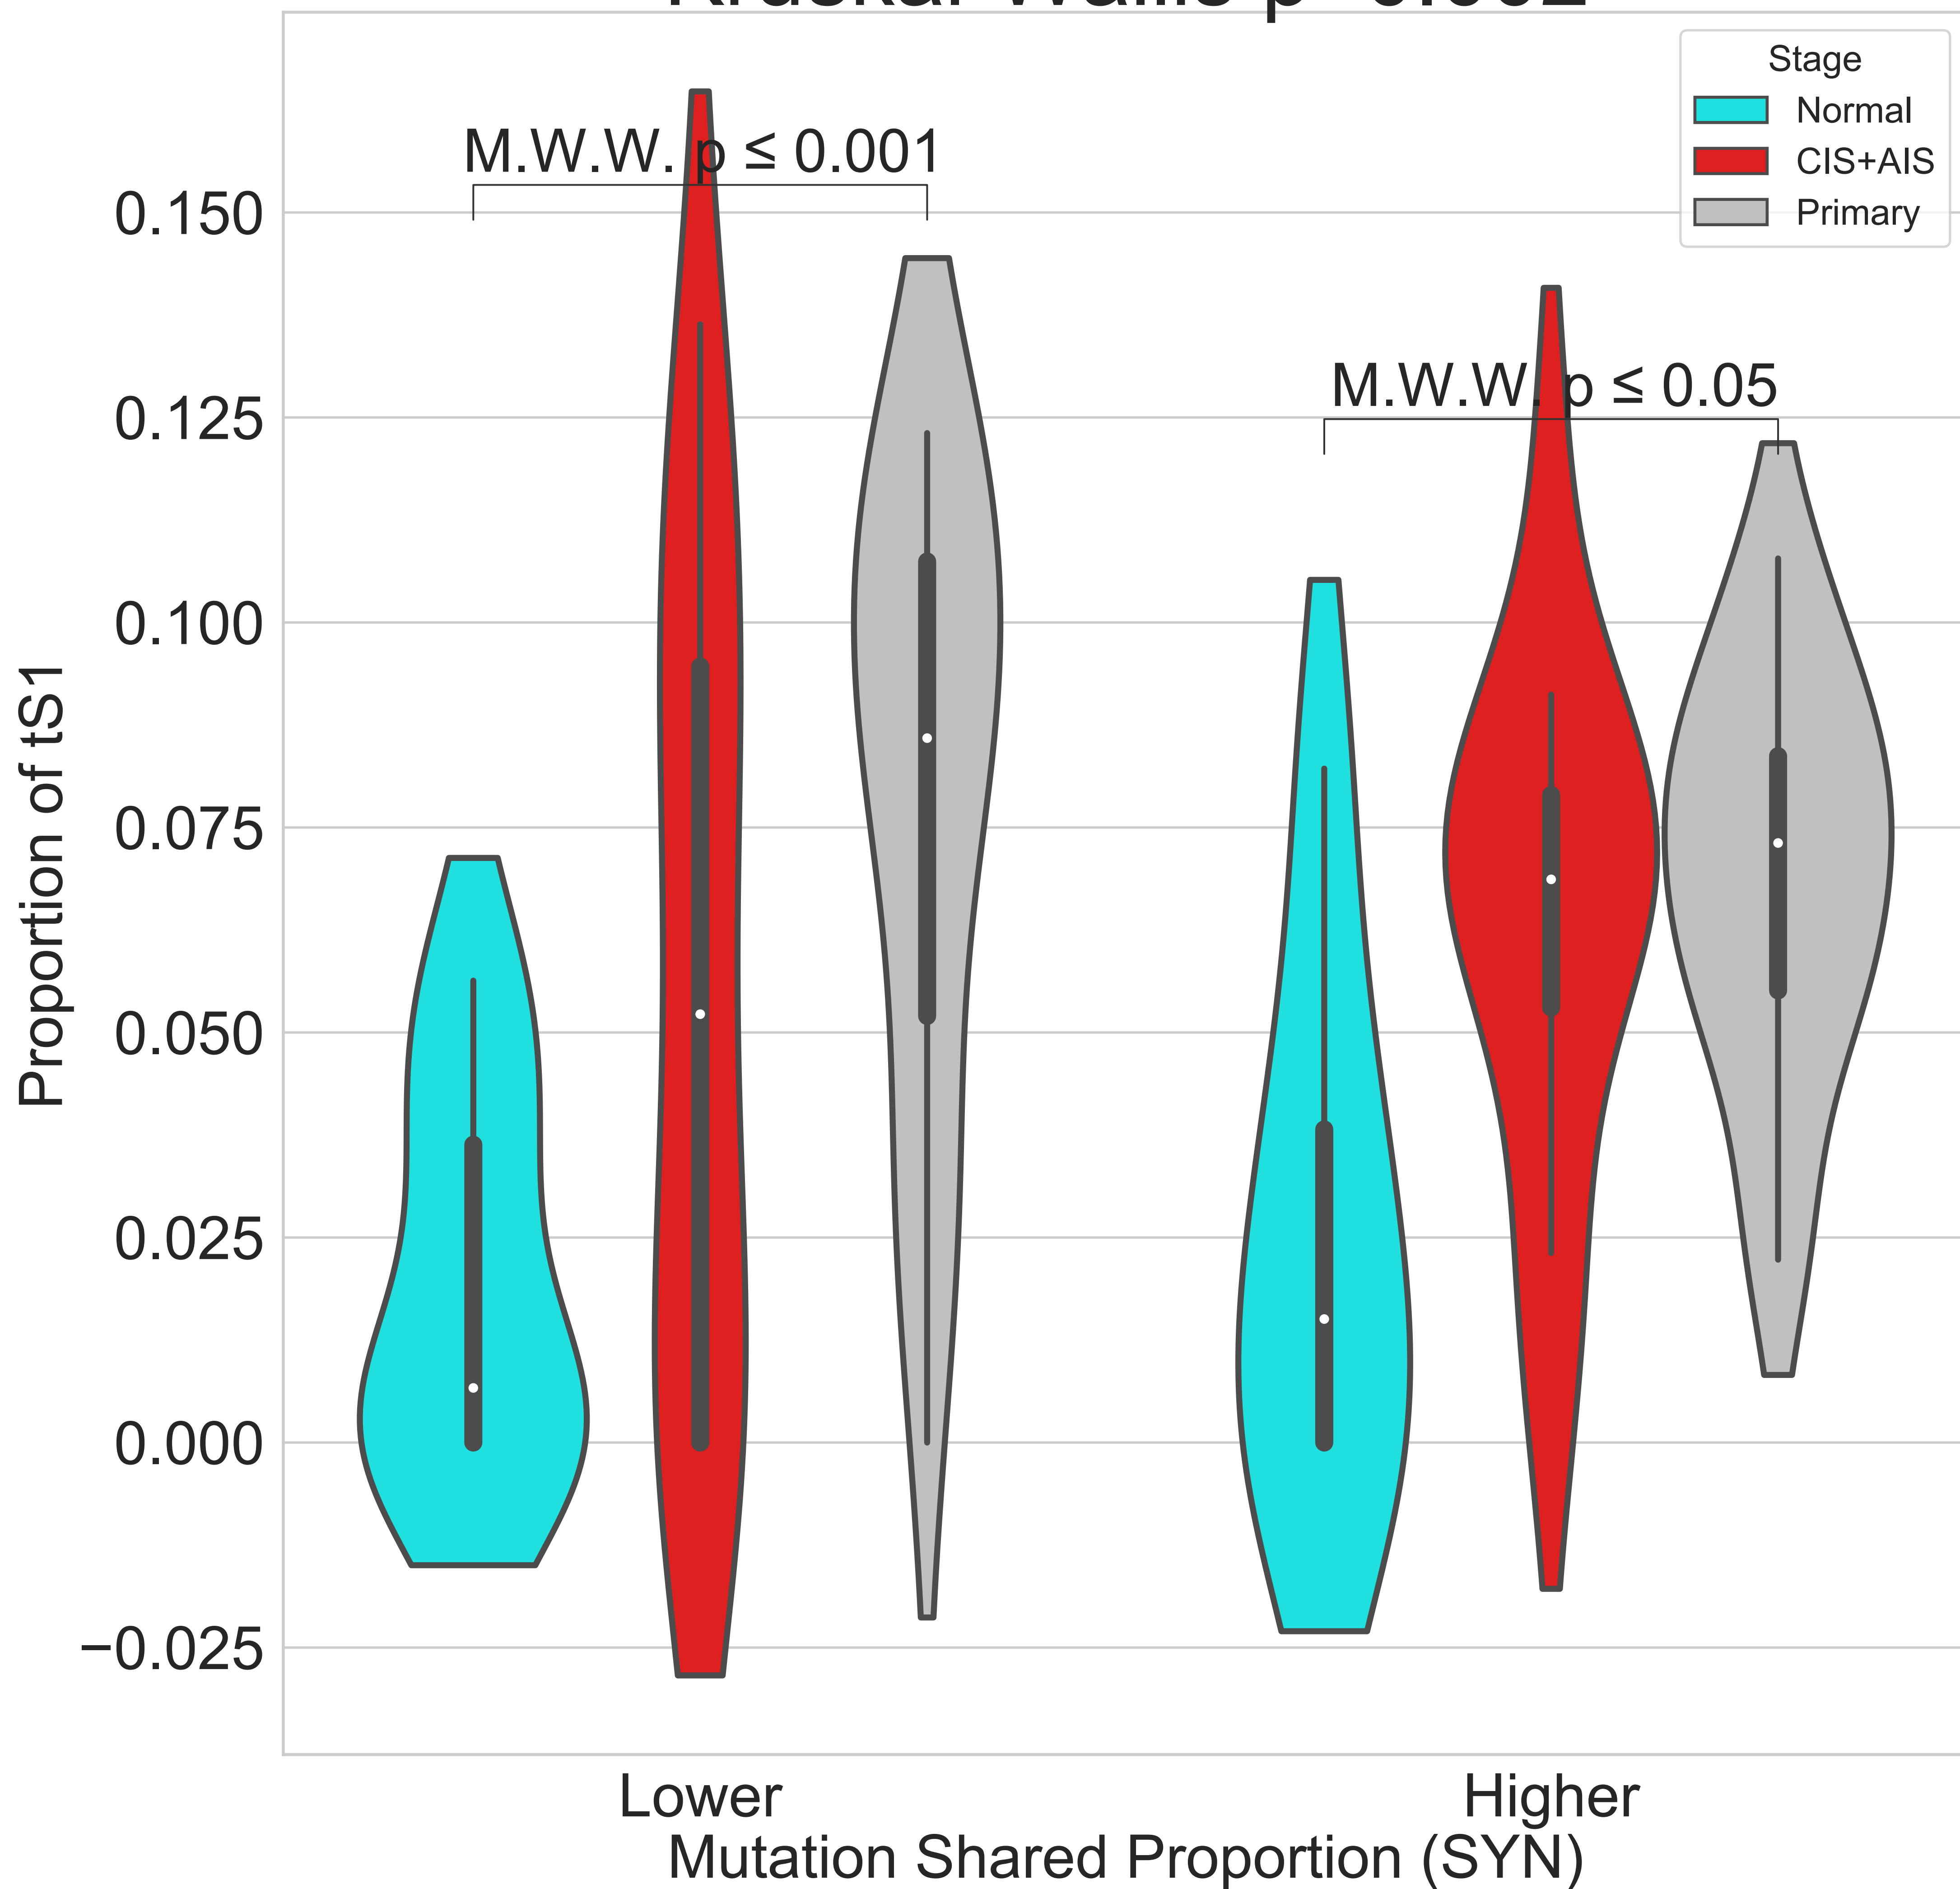 Stage
Normal
CIS+AIS
Primary
M.W.W. p ≤ 0.001
M.W.W. p ≤ 0.05
0.150
0.125
0.100
0.075
0.050
0.025
0.000
−0.025
Proportion of tS1
Lower
Higher
Mutation Shared Proportion (SYN)